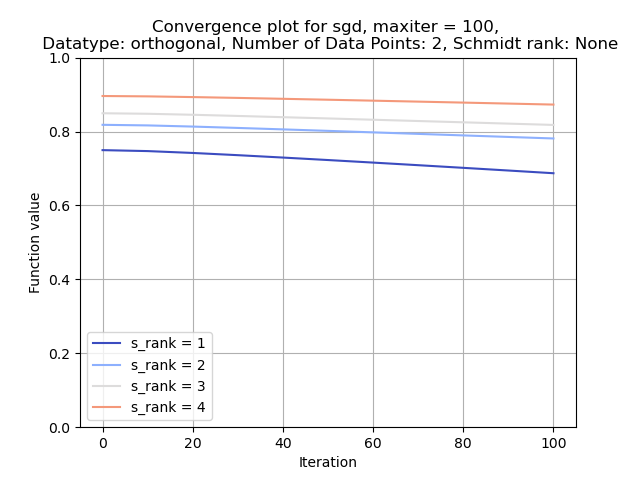 Convergence plot for sgd, maxiter = 100,
Datatype: orthogonal, Number of Data Points: 2, Schmidt rank: None
1.0
0.8
0.6
0.4
0.2
0.0
Function value
s_rank = 1
s_rank = 2
s_rank = 3
s_rank = 4
0 20 40 60 80 100
Iteration